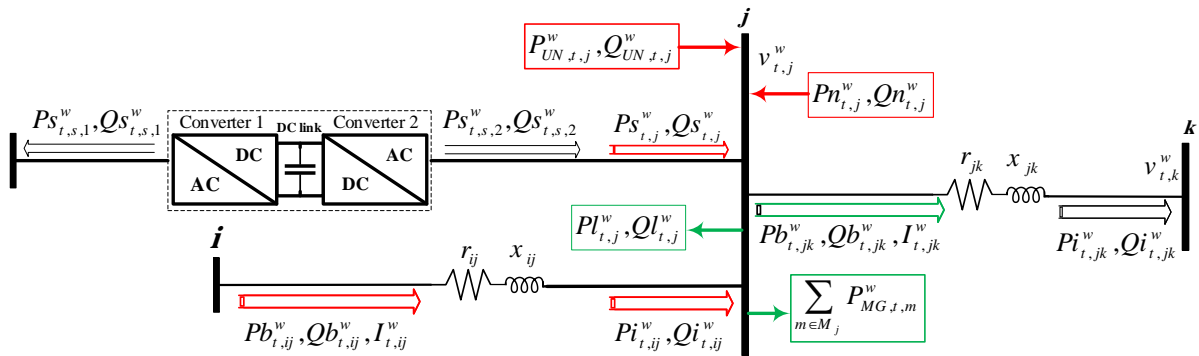 j
P^w_{UN,t,j}, Q^w_{UN,t,j}
v^w_{t,j}
Pn^w_{t,j}, Qn^w_{t,j}
Ps^w_{t,s,1}, Qs^w_{t,s,1}
Converter 1
DC link
Converter 2
DC
AC
AC
DC
Ps^w_{t,s,2}, Qs^w_{t,s,2}
Ps^w_{t,j}, Qs^w_{t,j}
k
r_{jk}
x_{jk}
v^w_{t,k}
Pl^w_{t,j}, Ql^w_{t,j}
Pb^w_{t,jk}, Qb^w_{t,jk}, I^w_{t,jk}
Pi^w_{t,jk}, Qi^w_{t,jk}
i
r_{ij}
x_{ij}
Pb^w_{t,ij}, Qb^w_{t,ij}, I^w_{t,ij}
Pi^w_{t,ij}, Qi^w_{t,ij}
∑_{m∈M_j} P^w_{MG,t,m}